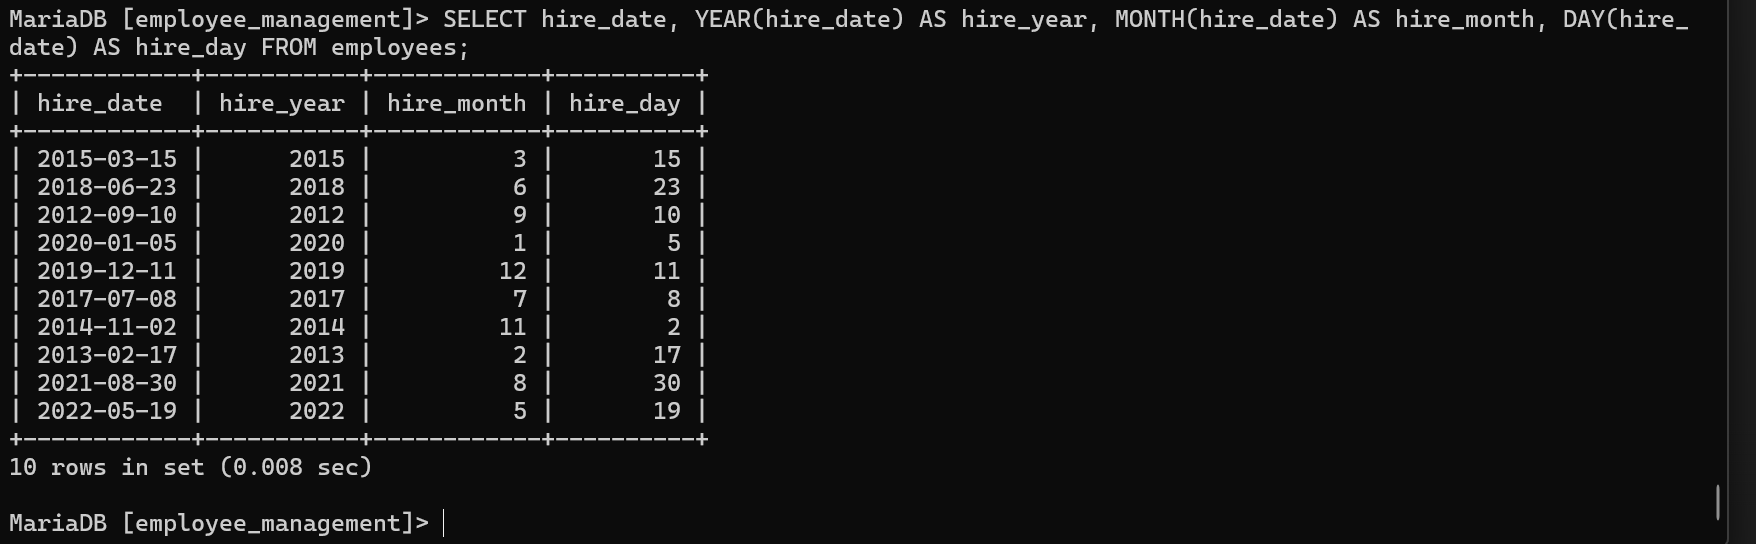 MariaDB [employee_management]> SELECT hire_date, YEAR(hire_date) AS hire_year, MONTH(hire_date) AS hire_month, DAY(hire_
date) AS hire_day FROM employees;
+------------+-----------+------------+----------+
| hire_date  | hire_year | hire_month | hire_day |
+------------+-----------+------------+----------+
| 2015-03-15 |      2015 |          3 |       15 |
| 2018-06-23 |      2018 |          6 |       23 |
| 2012-09-10 |      2012 |          9 |       10 |
| 2020-01-05 |      2020 |          1 |        5 |
| 2019-12-11 |      2019 |         12 |       11 |
| 2017-07-08 |      2017 |          7 |        8 |
| 2014-11-02 |      2014 |         11 |        2 |
| 2013-02-17 |      2013 |          2 |       17 |
| 2021-08-30 |      2021 |          8 |       30 |
| 2022-05-19 |      2022 |          5 |       19 |
+------------+-----------+------------+----------+
10 rows in set (0.008 sec)
MariaDB [employee_management]>